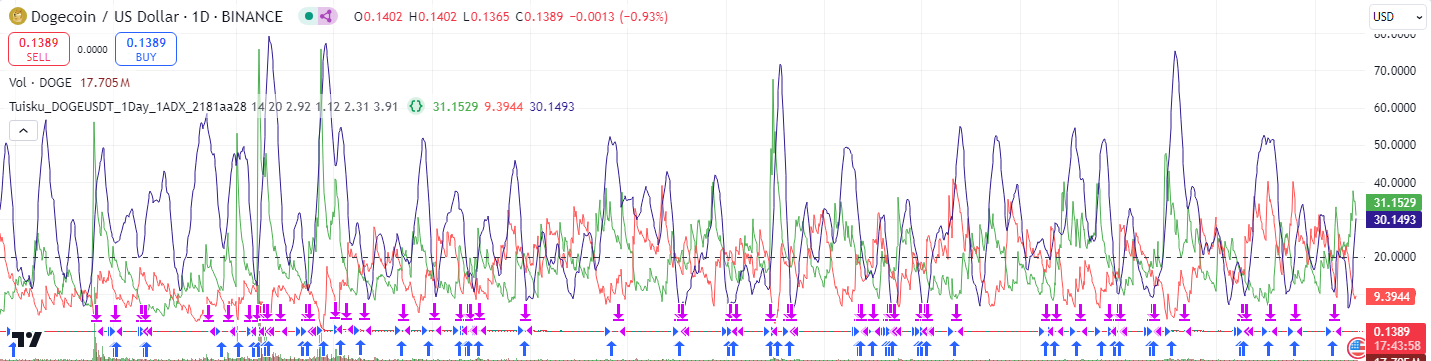 Dogecoin / US Dollar · 1D · BINANCE O0.1402 H0.1402 L0.1365 C0.1389 −0.0013 (−0.93%)
USD
0.1389
SELL
0.0000
0.1389
BUY
Vol · DOGE 17.705M
Tuisku_DOGEUSDT_1Day_1ADX_2181aa28 14 20 2.92 1.12 2.31 3.91 {} 31.1529 9.3944 30.1493
80.0000
70.0000
60.0000
50.0000
40.0000
31.1529
30.1493
20.0000
9.3944
0.1389
17:43:58
17.705M